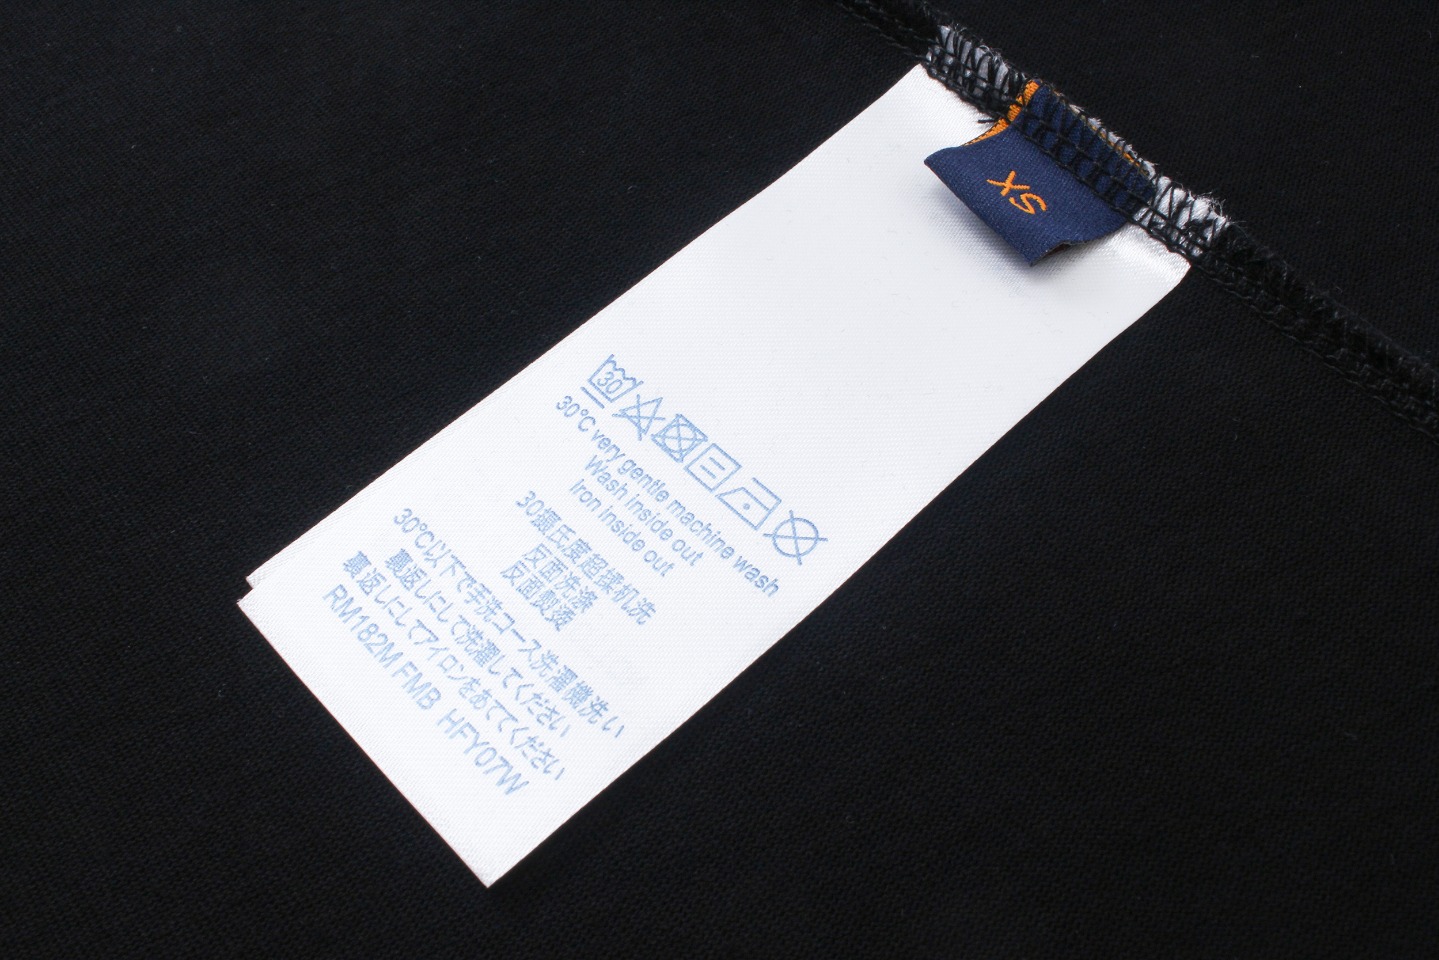 XS
30
30°C very gentle machine wash
Wash inside out
Iron inside out
30摄氏度超揉机洗
反面洗涤
反面熨烫
30℃以下で手洗コース洗濯機洗い
裏返しにして洗濯してください
裏返しにしてアイロンをあててください
RM182M FMB HFY07W